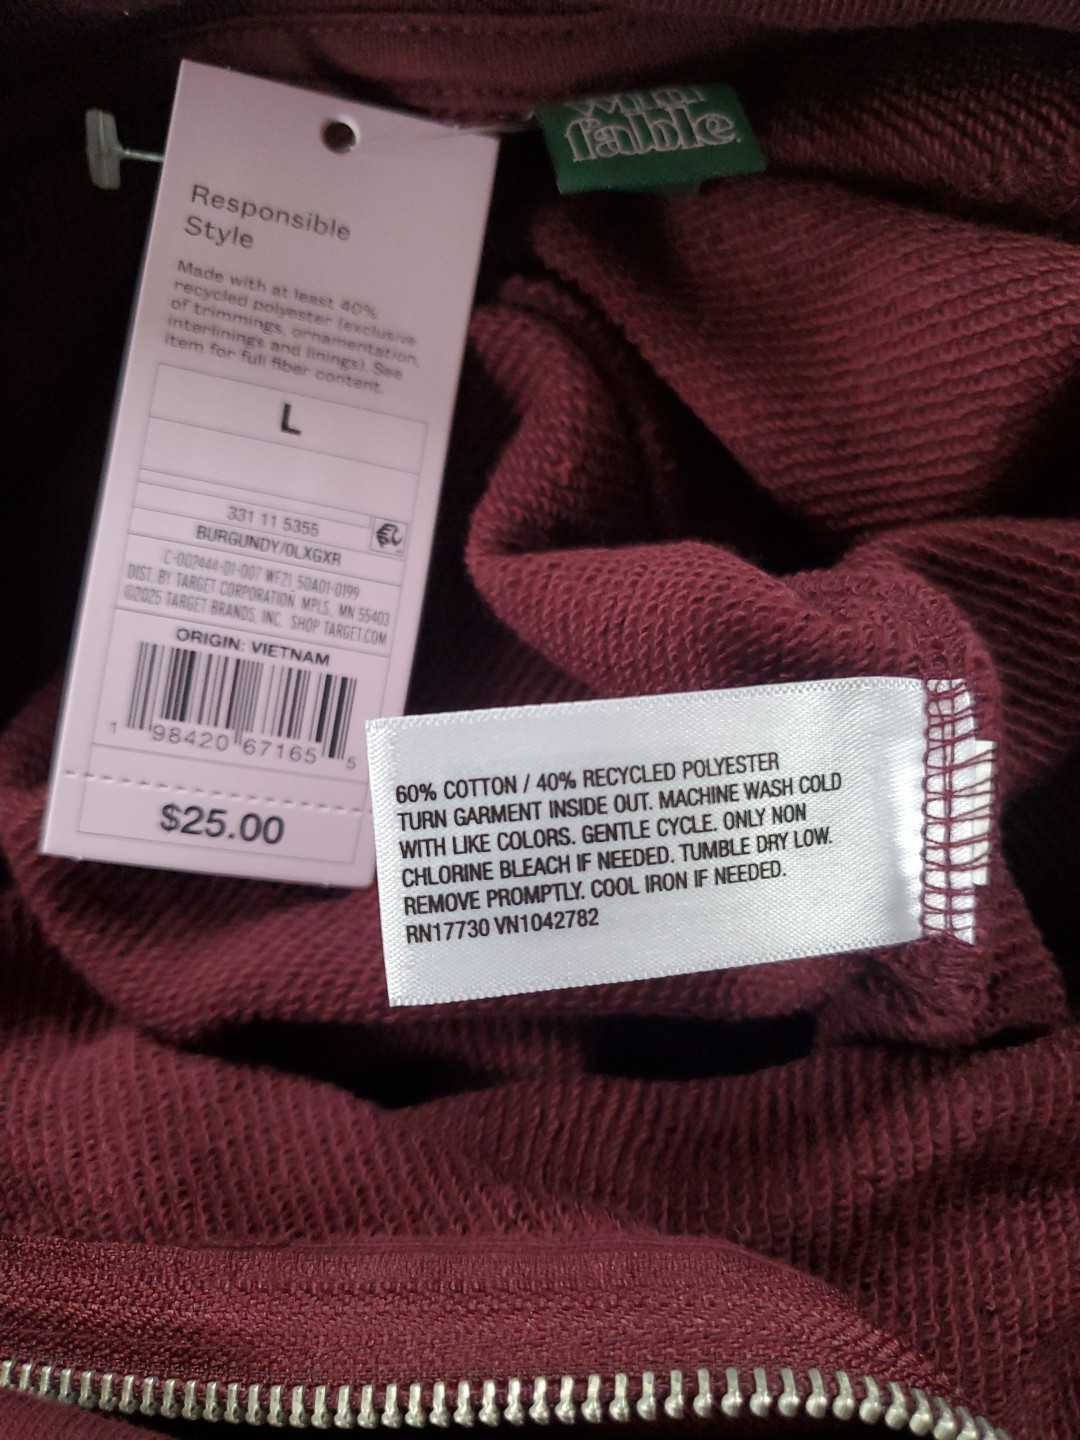 wild
fable.
Responsible
Style
Made with at least 40%
recycled polyester (exclusive
of trimmings, ornamentation,
interlinings and linings). See
item for full fiber content.
L
331 11 5355
BURGUNDY/OLXGXR
C-002444-01-007 WF21 50A01-0199
DIST. BY TARGET CORPORATION, MPLS, MN 55403
©2025 TARGET BRANDS, INC. SHOP TARGET.COM
ORIGIN: VIETNAM
1 98420 67165 5
$25.00
60% COTTON / 40% RECYCLED POLYESTER
TURN GARMENT INSIDE OUT. MACHINE WASH COLD
WITH LIKE COLORS. GENTLE CYCLE. ONLY NON
CHLORINE BLEACH IF NEEDED. TUMBLE DRY LOW.
REMOVE PROMPTLY. COOL IRON IF NEEDED.
RN17730 VN1042782